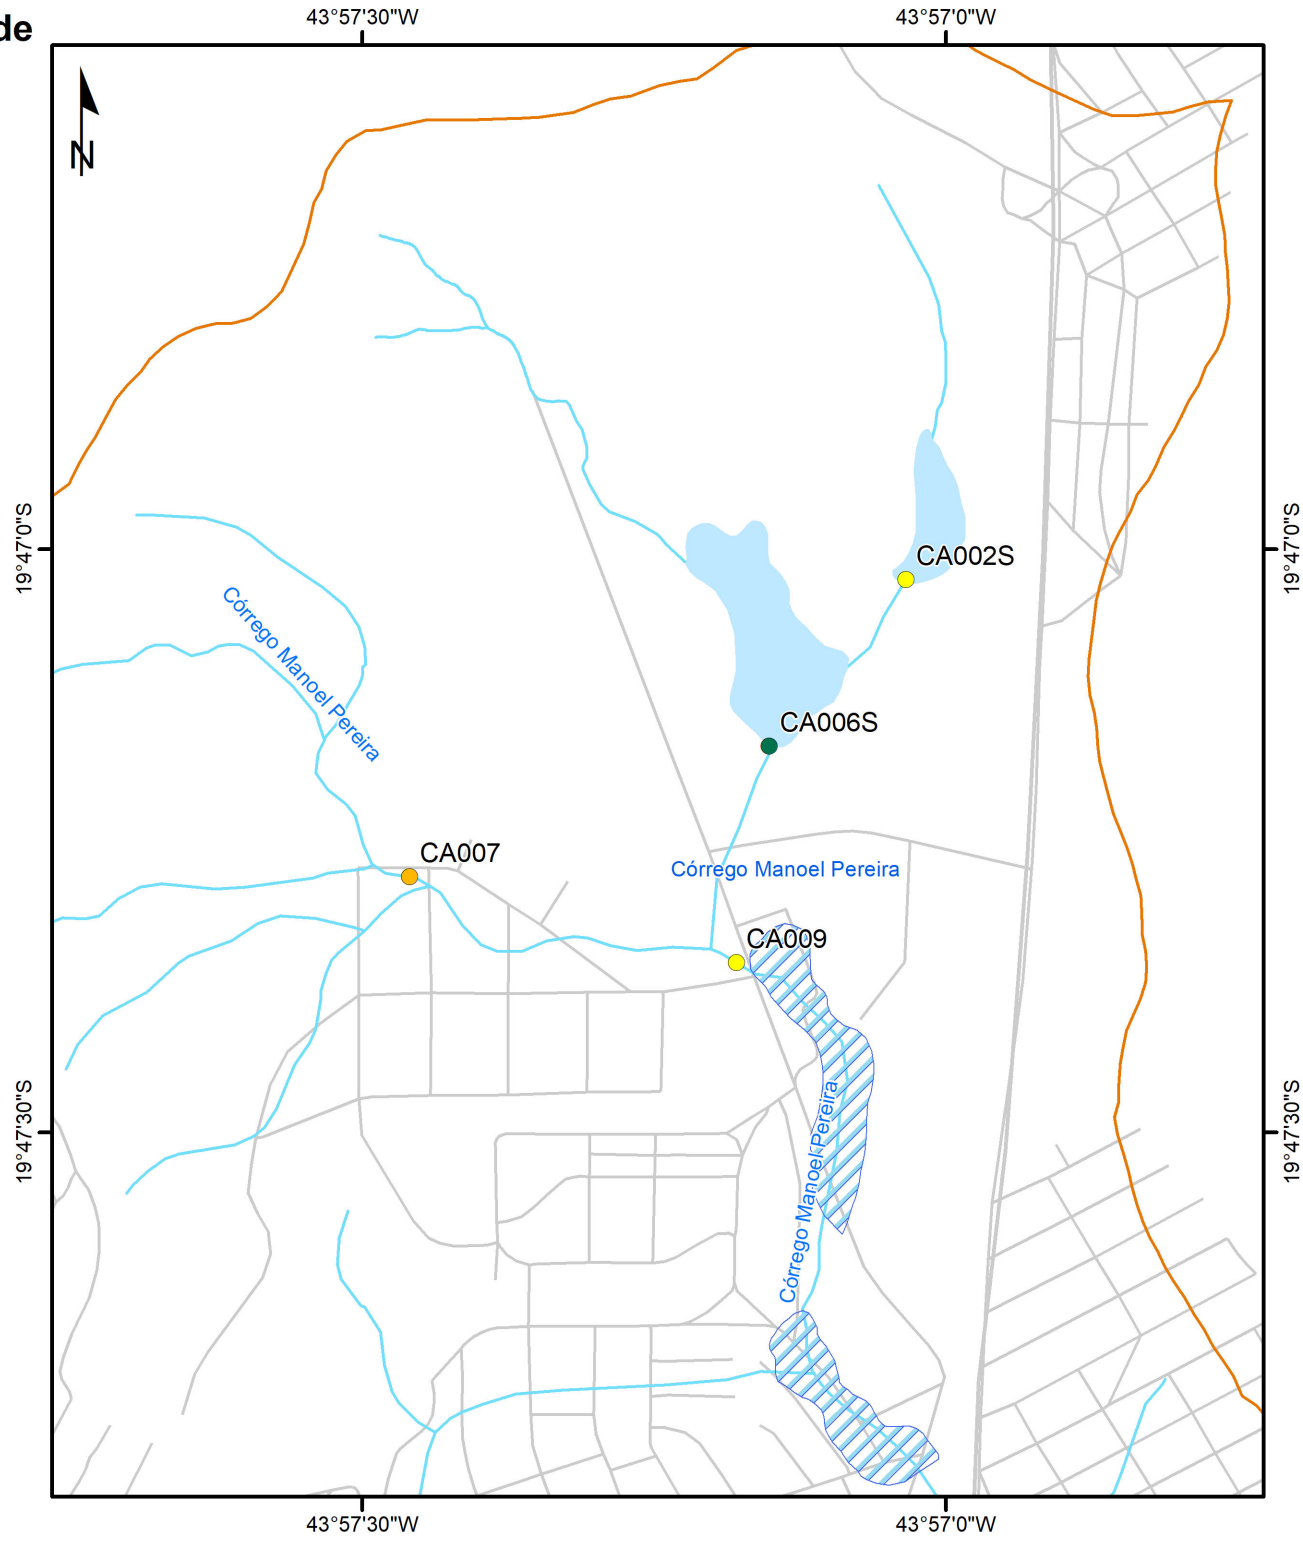 de
43°57'30"W
43°57'0"W
N
19°47'0"S
19°47'0"S
CA002S
Córrego Manoel Pereira
CA006S
CA007
Córrego Manoel Pereira
CA009
19°47'30"S
19°47'30"S
Córrego Manoel Pereira
43°57'30"W
43°57'0"W